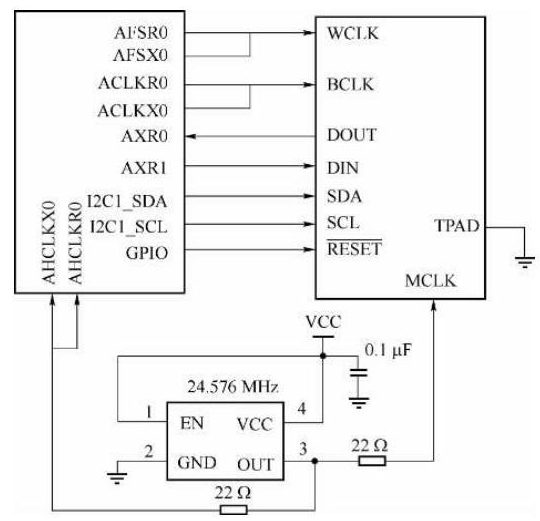 AFSR0 WCLK
AFSX0
ACLKR0 BCLK
ACLKX0
AXR0 DOUT
AXR1 DIN
I2C1_SDA SDA
I2C1_SCL SCL
GPIO RESET
TPAD
AHCLKX0
AHCLKR0
MCLK
VCC
0.1 μF
24.576 MHz
1 EN VCC 4
2 GND OUT 3
22 Ω
22 Ω